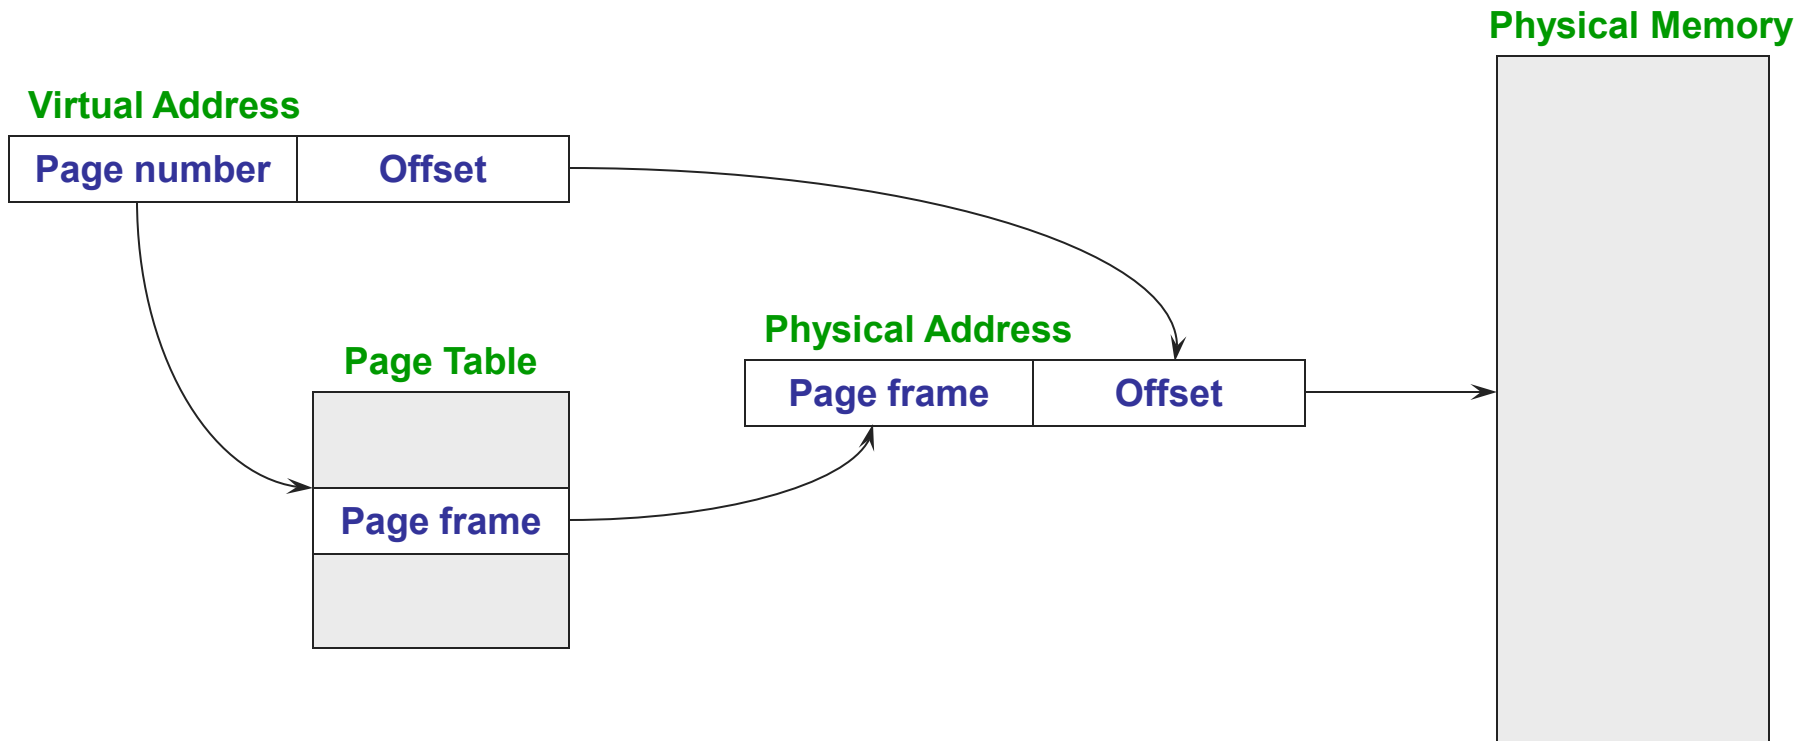 Physical Memory
Virtual Address
Page number
Offset
Physical Address
Page Table
Page frame
Offset
Page frame